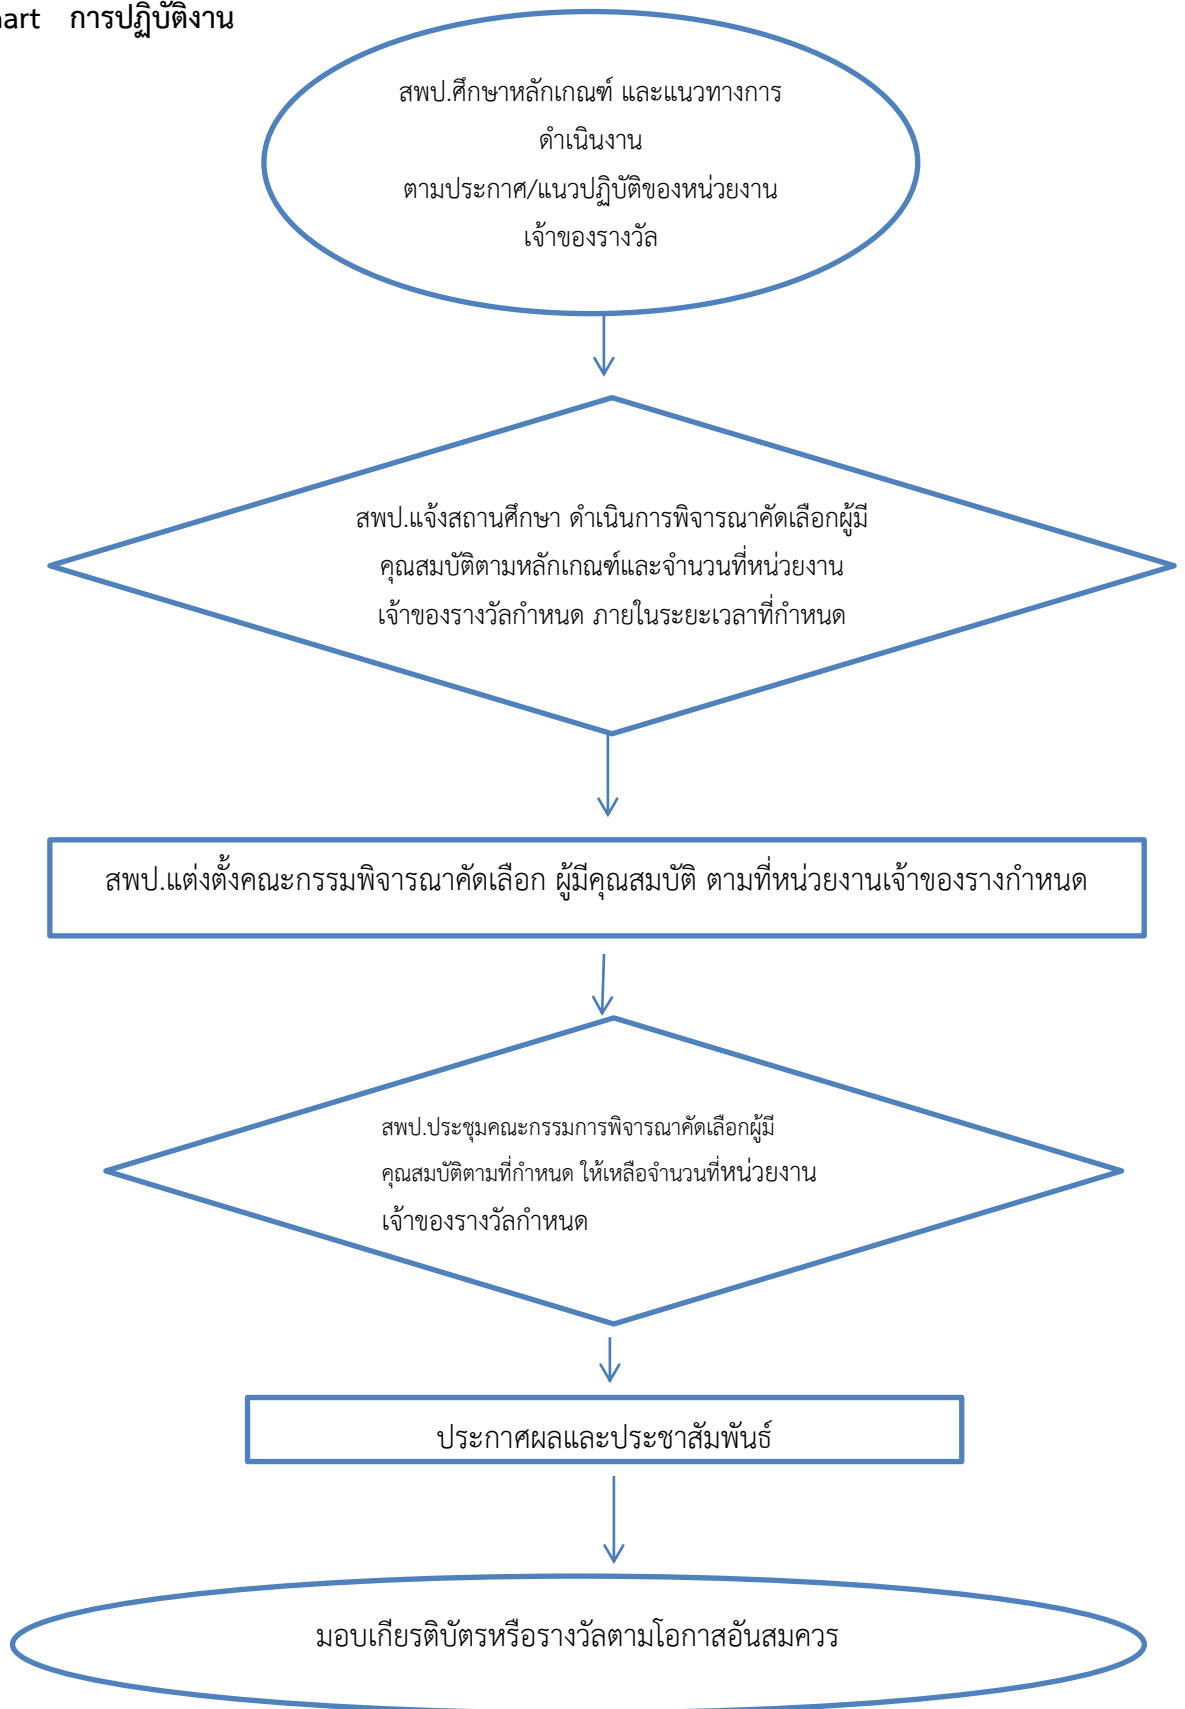 art การปฏิบัติงาน
สพป.ศึกษาหลักเกณฑ์ และแนวทางการ
ดำเนินงาน
ตามประกาศ/แนวปฏิบัติของหน่วยงาน
เจ้าของรางวัล
สพป.แจ้งสถานศึกษา ดำเนินการพิจารณาคัดเลือกผู้มี
คุณสมบัติตามหลักเกณฑ์และจำนวนที่หน่วยงาน
เจ้าของรางวัลกำหนด ภายในระยะเวลาที่กำหนด
สพป.แต่งตั้งคณะกรรมพิจารณาคัดเลือก ผู้มีคุณสมบัติ ตามที่หน่วยงานเจ้าของรางกำหนด
สพป.ประชุมคณะกรรมการพิจารณาคัดเลือกผู้มี
คุณสมบัติตามที่กำหนด ให้เหลือจำนวนที่หน่วยงาน
เจ้าของรางวัลกำหนด
ประกาศผลและประชาสัมพันธ์
มอบเกียรติบัตรหรือรางวัลตามโอกาสอันสมควร